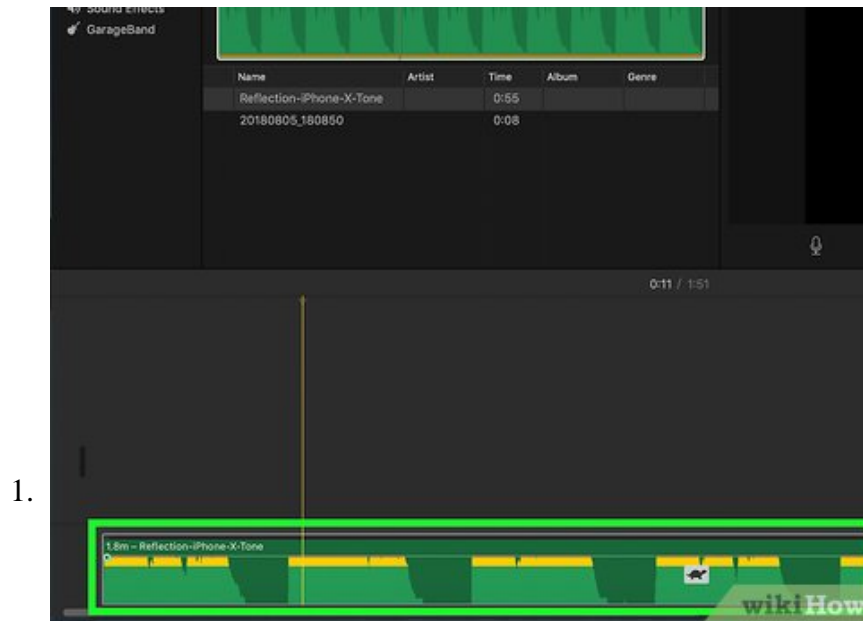 Sound Effects
GarageBand
Name Artist Time Album Genre
Reflection-iPhone-X-Tone 0:55
20180805_180850 0:08
0:11 / 1:51
1.
1.8m – Reflection-iPhone-X-Tone
wikiHow